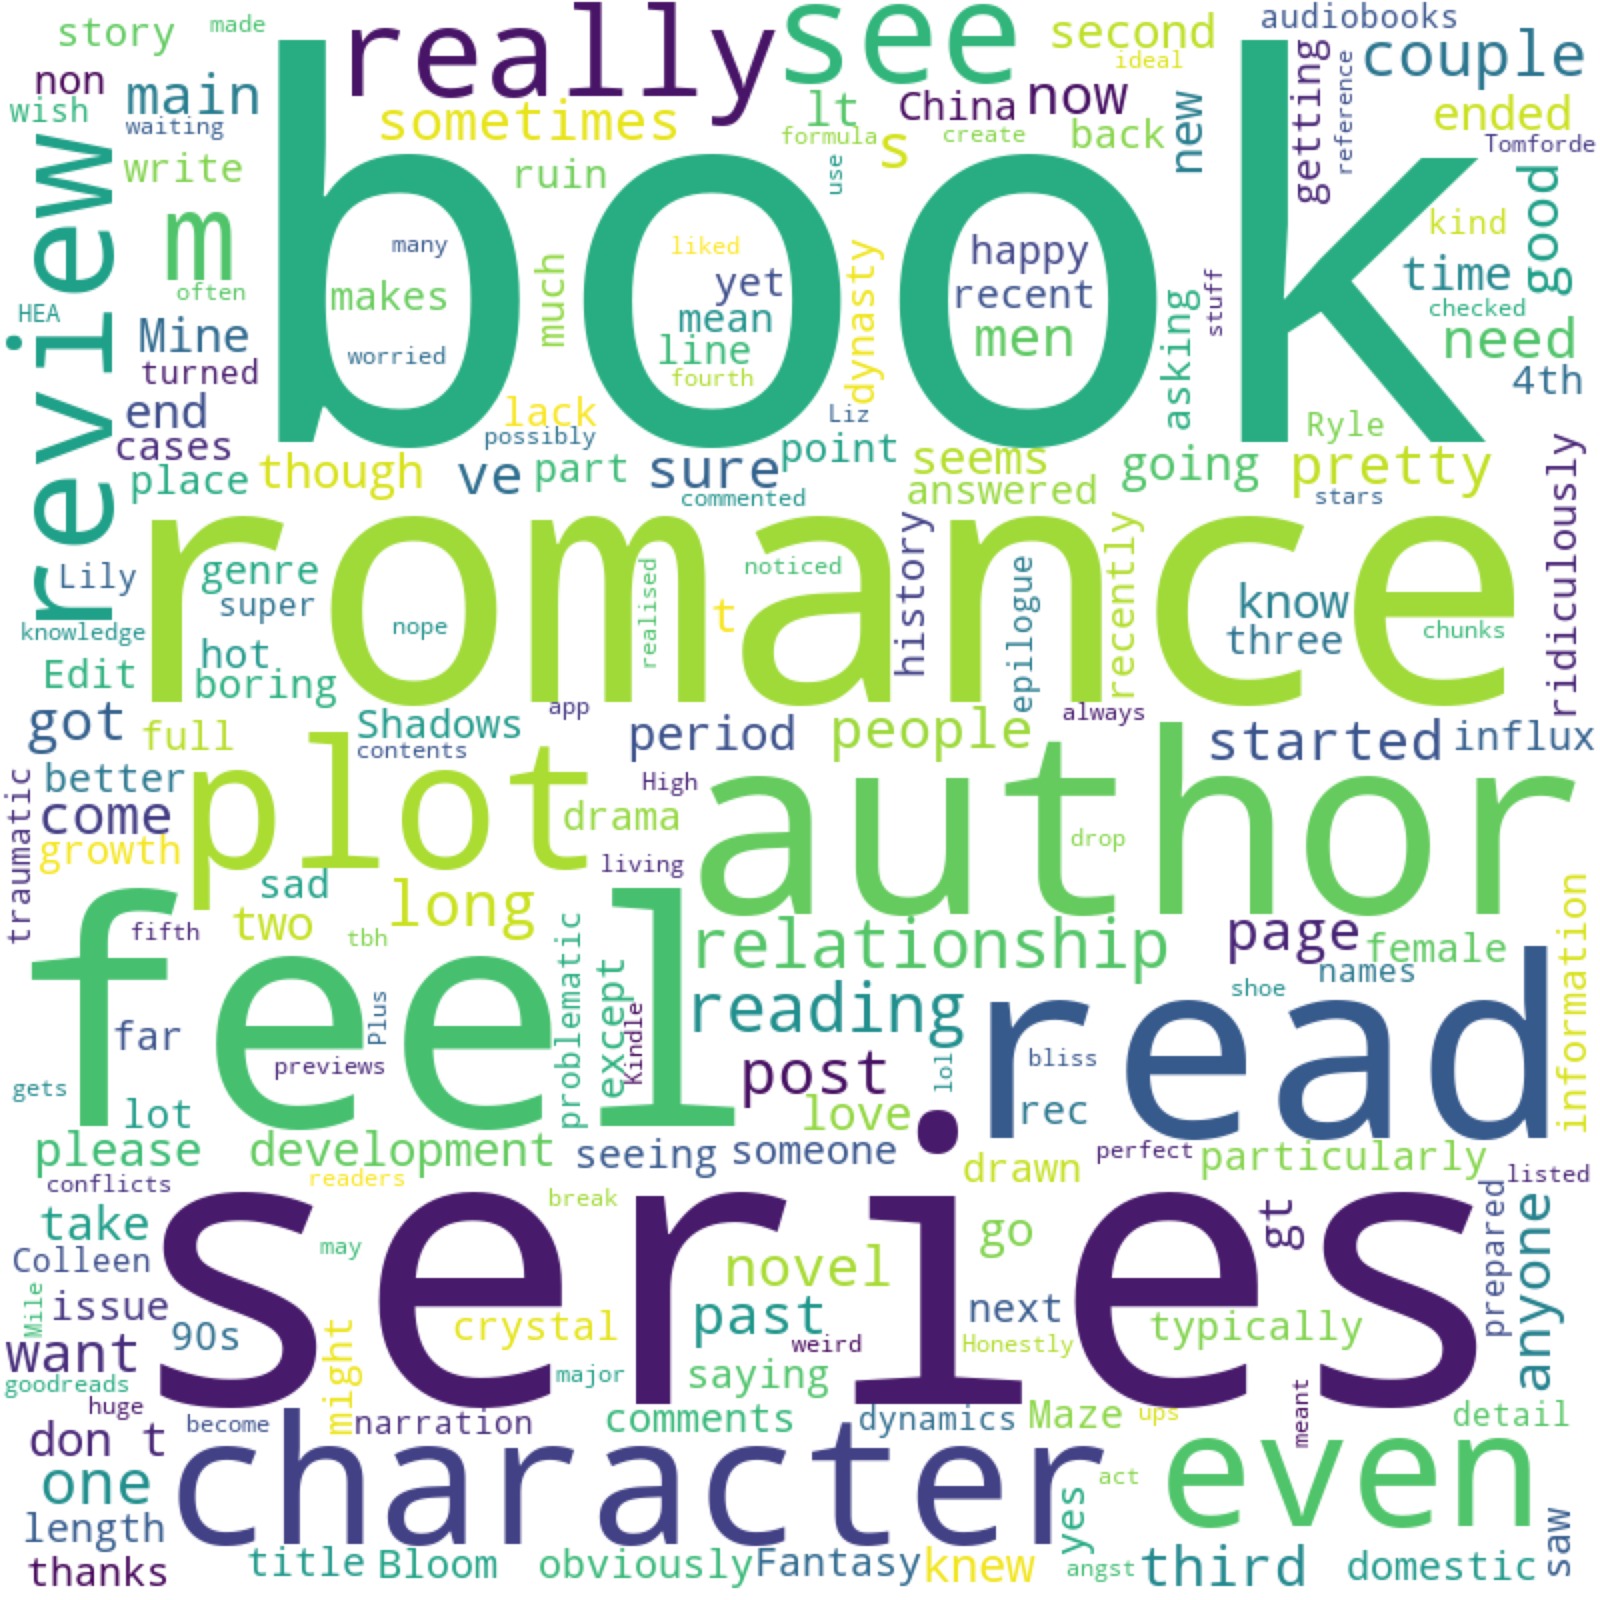 book
romance
series
author
feel
read
character
plot
even
review
really
see
story
made
non
wish
main
waiting
write
sometimes
m
often
HEA
Mine
turned
end
cases
place
though
ve
part
sure
commented
point
seems
answered
going
pretty
stars
lt
formula
use
s
China
create
now
back
second
ideal
new
audiobooks
couple
getting
reference
ended
Tomforde
good
kind
time
checked
need
4th
Ryle
ruin
many
makes
worried
much
liked
yet
mean
line
fourth
dynasty
happy
recent
men
stuff
asking
lack
possibly
Liz
ridiculously
Lily
knowledge
Edit
genre
super
hot
boring
nope
realised
noticed
t
history
epilogue
recently
know
three
chunks
got
full
Shadows
contents
app
period
people
always
started
influx
traumatic
better
come
growth
High
drama
living
drop
sad
two
long
fifth
tbh
far
Plus
previews
gets
lot
problematic
except
Kindle
relationship
reading
post
love
lol
page
female
names
shoe
bliss
rec
information
please
development
seeing
someone
drawn
perfect
particularly
listed
conflicts
readers
break
take
may
Colleen
Mile
issue
90s
want
goodreads
huge
might
crystal
novel
past
weird
major
saying
go
next
Honestly
typically
gt
prepared
anyone
become
narration
comments
dynamics
Maze
ups
meant
detail
don t
one
length
thanks
title
Bloom
obviously
Fantasy
knew
yes
act
angst
third
domestic
saw